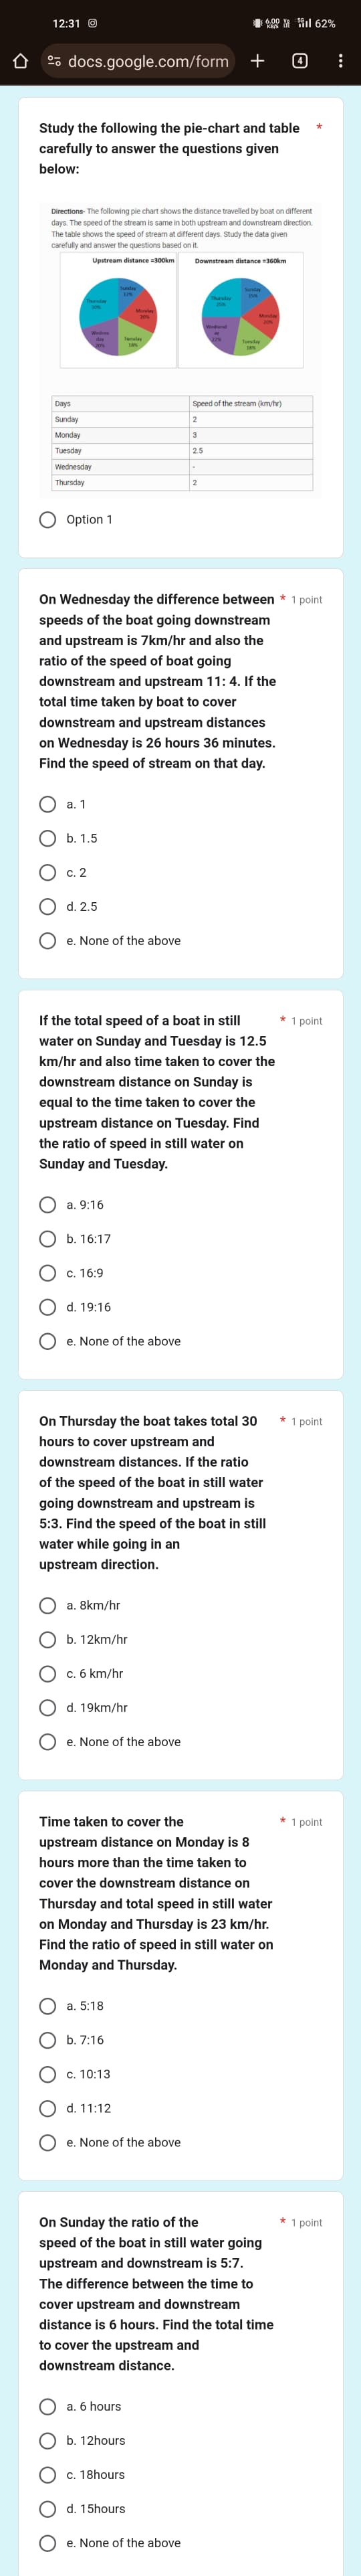 12:31
6.00 KB/S 5G 62%
docs.google.com/form
4
Study the following the pie-chart and table *
carefully to answer the questions given
below:
Directions- The following pie chart shows the distance travelled by boat on different
days. The speed of the stream is same in both upstream and downstream direction.
The table shows the speed of stream at different days. Study the data given
carefully and answer the questions based on it.
Upstream distance =300km Downstream distance =360km
Sunday
Thursday
Monday
20%
Tuesday
18%
Sunday
15%
Thursday
25%
Monday
20%
Tuesday
18%
Days Speed of the stream (km/hr)
Sunday 2
Monday 3
Tuesday 2.5
Wednesday -
Thursday 2
Option 1
On Wednesday the difference between * 1 point
speeds of the boat going downstream
and upstream is 7km/hr and also the
ratio of the speed of boat going
downstream and upstream 11: 4. If the
total time taken by boat to cover
downstream and upstream distances
on Wednesday is 26 hours 36 minutes.
Find the speed of stream on that day.
a. 1
b. 1.5
c. 2
d. 2.5
e. None of the above
If the total speed of a boat in still * 1 point
water on Sunday and Tuesday is 12.5
km/hr and also time taken to cover the
downstream distance on Sunday is
equal to the time taken to cover the
upstream distance on Tuesday. Find
the ratio of speed in still water on
Sunday and Tuesday.
a. 9:16
b. 16:17
c. 16:9
d. 19:16
e. None of the above
On Thursday the boat takes total 30 * 1 point
hours to cover upstream and
downstream distances. If the ratio
of the speed of the boat in still water
going downstream and upstream is
5:3. Find the speed of the boat in still
water while going in an
upstream direction.
a. 8km/hr
b. 12km/hr
c. 6 km/hr
d. 19km/hr
e. None of the above
Time taken to cover the * 1 point
upstream distance on Monday is 8
hours more than the time taken to
cover the downstream distance on
Thursday and total speed in still water
on Monday and Thursday is 23 km/hr.
Find the ratio of speed in still water on
Monday and Thursday.
a. 5:18
b. 7:16
c. 10:13
d. 11:12
e. None of the above
On Sunday the ratio of the * 1 point
speed of the boat in still water going
upstream and downstream is 5:7.
The difference between the time to
cover upstream and downstream
distance is 6 hours. Find the total time
to cover the upstream and
downstream distance.
a. 6 hours
b. 12hours
c. 18hours
d. 15hours
e. None of the above